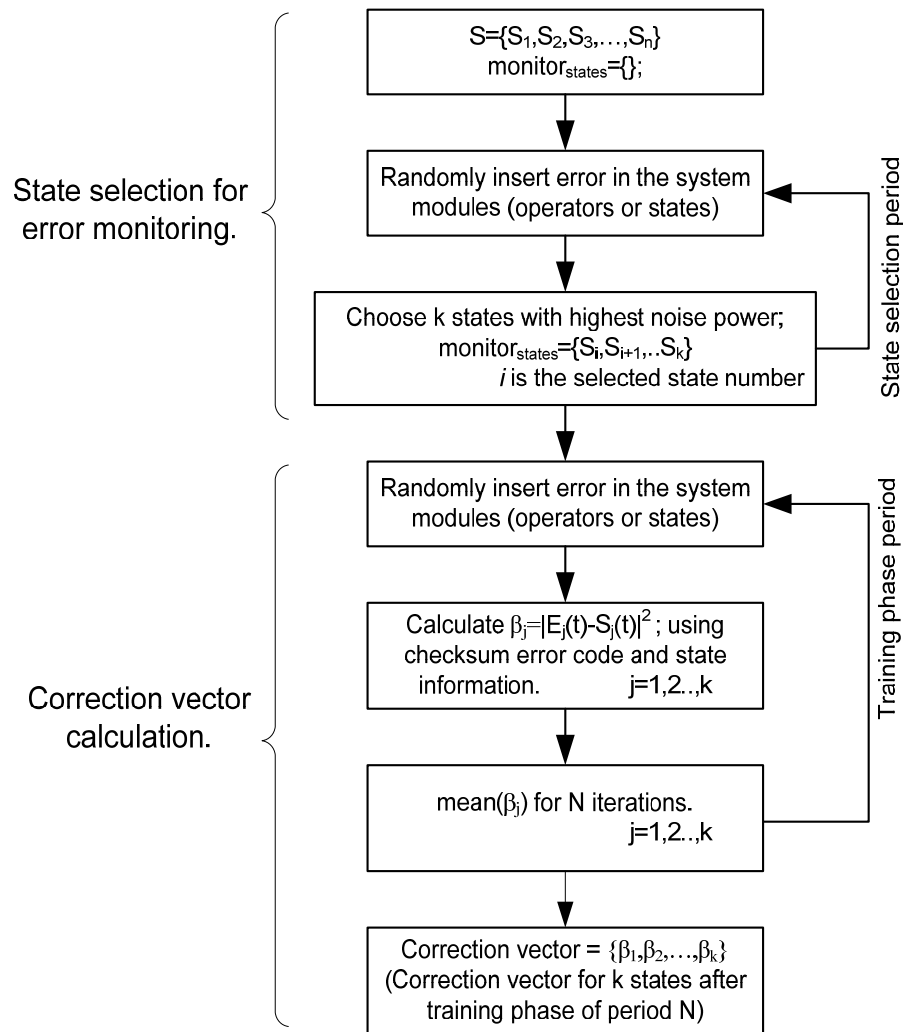 S={S₁,S₂,S₃,…,Sₙ}
monitor_states={};
State selection for
error monitoring.
Randomly insert error in the system
modules (operators or states)
Choose k states with highest noise power;
monitor_states={Sᵢ,Sᵢ₊₁,..Sₖ}
i is the selected state number
State selection period
Correction vector
calculation.
Randomly insert error in the system
modules (operators or states)
Calculate βⱼ=|Eⱼ(t)-Sⱼ(t)|² ; using
checksum error code and state
information. j=1,2..,k
mean(βⱼ) for N iterations.
j=1,2..,k
Training phase period
Correction vector = {β₁,β₂,…,βₖ}
(Correction vector for k states after
training phase of period N)